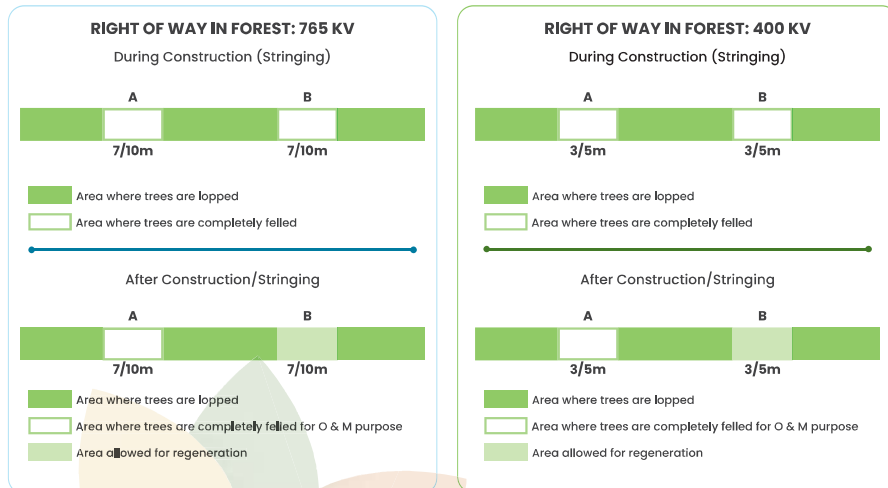 RIGHT OF WAY IN FOREST: 765 KV
During Construction (Stringing)
A B
7/10m 7/10m
Area where trees are lopped
Area where trees are completely felled
After Construction/Stringing
A B
7/10m 7/10m
Area where trees are lopped
Area where trees are completely felled for O & M purpose
Area allowed for regeneration
RIGHT OF WAY IN FOREST: 400 KV
During Construction (Stringing)
A B
3/5m 3/5m
Area where trees are lopped
Area where trees are completely felled
After Construction/Stringing
A B
3/5m 3/5m
Area where trees are lopped
Area where trees are completely felled for O & M purpose
Area allowed for regeneration